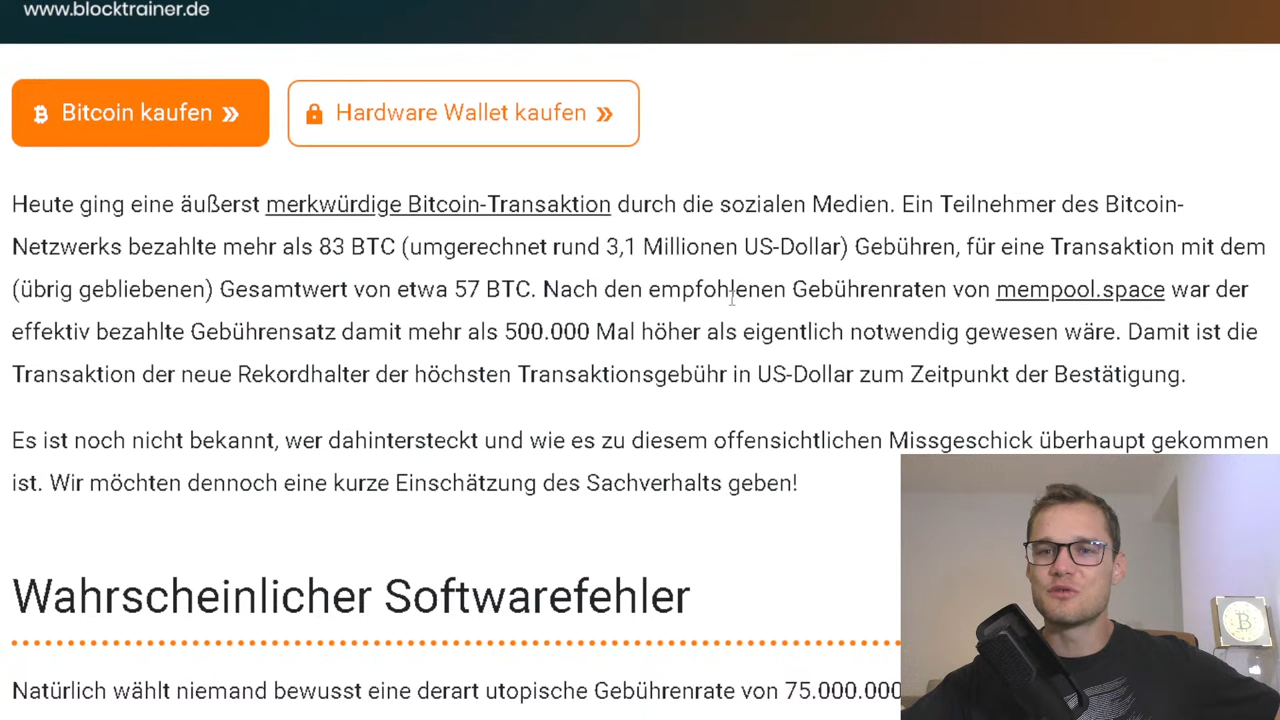 www.blocktrainer.de
Bitcoin kaufen »
Hardware Wallet kaufen »
Heute ging eine äußerst merkwürdige Bitcoin-Transaktion durch die sozialen Medien. Ein Teilnehmer des Bitcoin-
Netzwerks bezahlte mehr als 83 BTC (umgerechnet rund 3,1 Millionen US-Dollar) Gebühren, für eine Transaktion mit dem
(übrig gebliebenen) Gesamtwert von etwa 57 BTC. Nach den empfohlenen Gebührenraten von mempool.space war der
effektiv bezahlte Gebührensatz damit mehr als 500.000 Mal höher als eigentlich notwendig gewesen wäre. Damit ist die
Transaktion der neue Rekordhalter der höchsten Transaktionsgebühr in US-Dollar zum Zeitpunkt der Bestätigung.
Es ist noch nicht bekannt, wer dahintersteckt und wie es zu diesem offensichtlichen Missgeschick überhaupt gekommen
ist. Wir möchten dennoch eine kurze Einschätzung des Sachverhalts geben!
Wahrscheinlicher Softwarefehler
Natürlich wählt niemand bewusst eine derart utopische Gebührenrate von 75.000.000